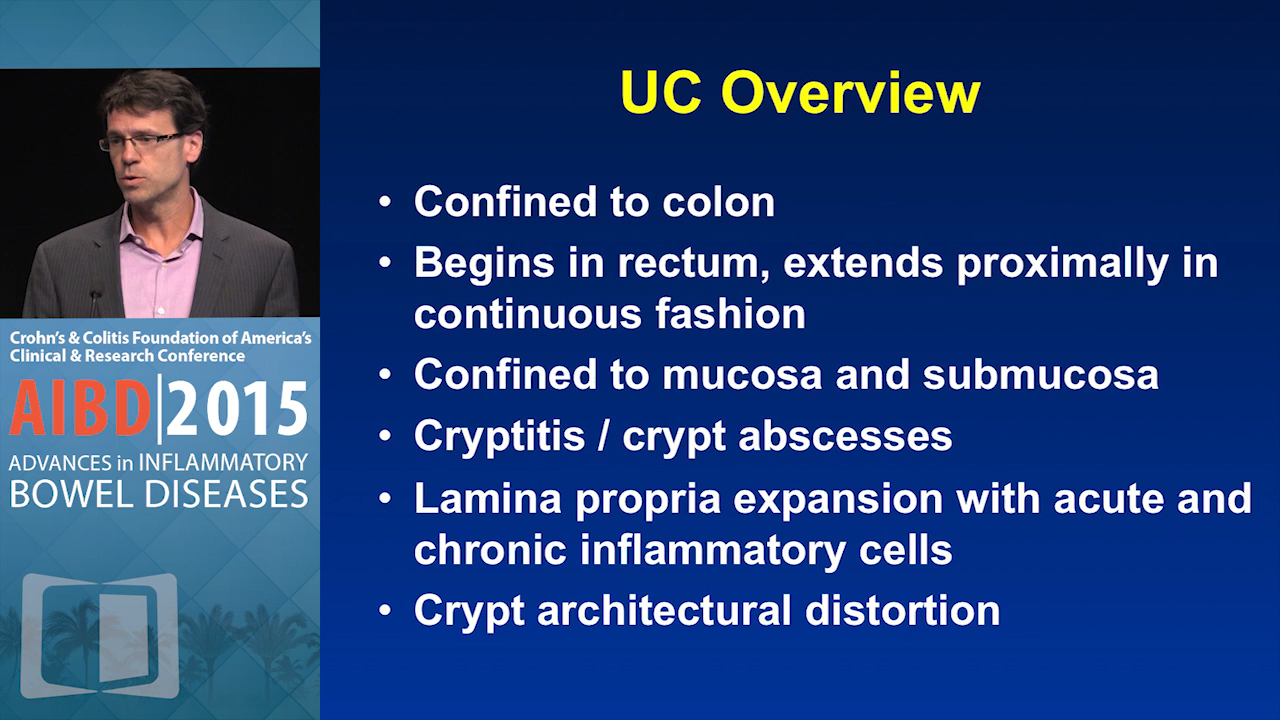 UC Overview
• Confined to colon
• Begins in rectum, extends proximally in
continuous fashion
• Confined to mucosa and submucosa
• Cryptitis / crypt abscesses
• Lamina propria expansion with acute and
chronic inflammatory cells
• Crypt architectural distortion
Crohn's & Colitis Foundation of America's
Clinical & Research Conference
AIBD|2015
ADVANCES in INFLAMMATORY
BOWEL DISEASES